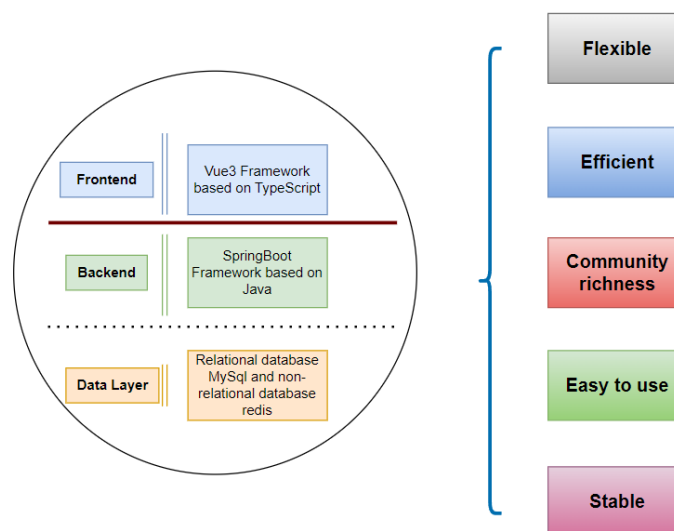 Frontend
Vue3 Framework
based on TypeScript
Backend
SpringBoot
Framework based on
Java
Data Layer
Relational database
MySql and non-
relational database
redis
Flexible
Efficient
Community
richness
Easy to use
Stable